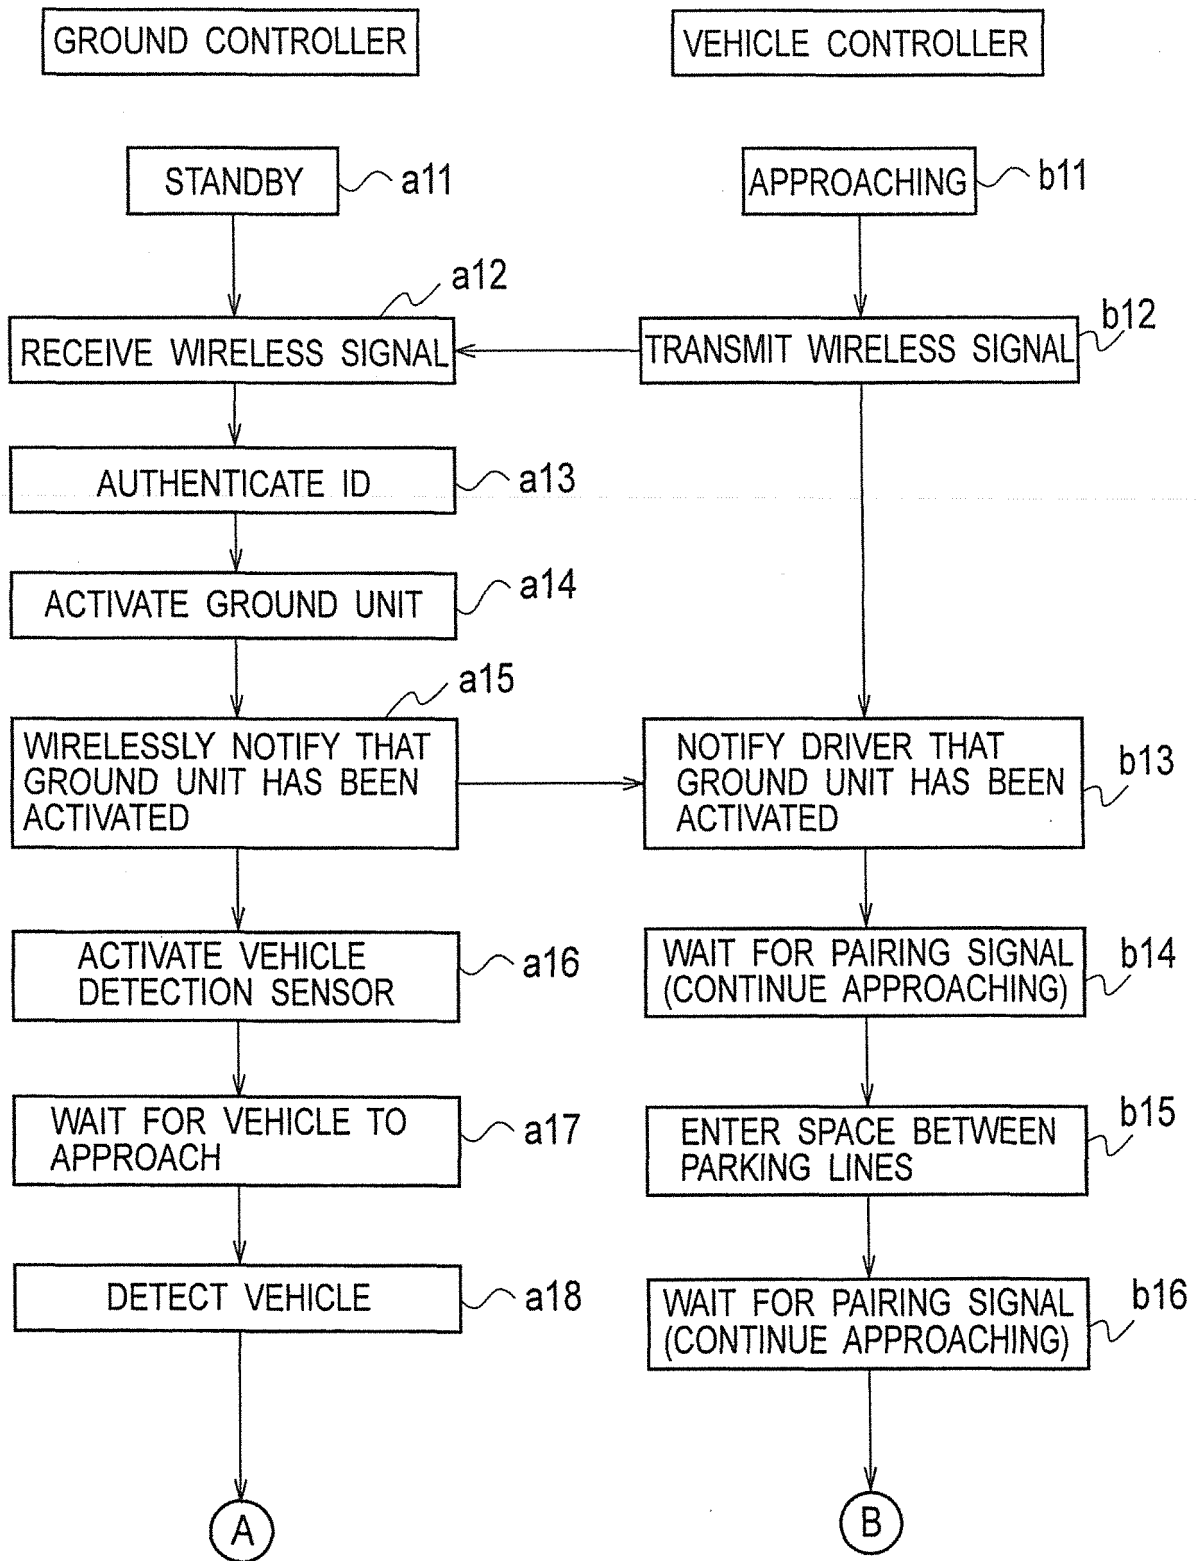 GROUND CONTROLLER
VEHICLE CONTROLLER
STANDBY
a11
APPROACHING
b11
a12
RECEIVE WIRELESS SIGNAL
TRANSMIT WIRELESS SIGNAL
b12
AUTHENTICATE ID
a13
ACTIVATE GROUND UNIT
a14
a15
WIRELESSLY NOTIFY THAT
GROUND UNIT HAS BEEN
ACTIVATED
NOTIFY DRIVER THAT
GROUND UNIT HAS BEEN
ACTIVATED
b13
ACTIVATE VEHICLE
DETECTION SENSOR
a16
WAIT FOR PAIRING SIGNAL
(CONTINUE APPROACHING)
b14
WAIT FOR VEHICLE TO
APPROACH
a17
ENTER SPACE BETWEEN
PARKING LINES
b15
DETECT VEHICLE
a18
WAIT FOR PAIRING SIGNAL
(CONTINUE APPROACHING)
b16
A
B